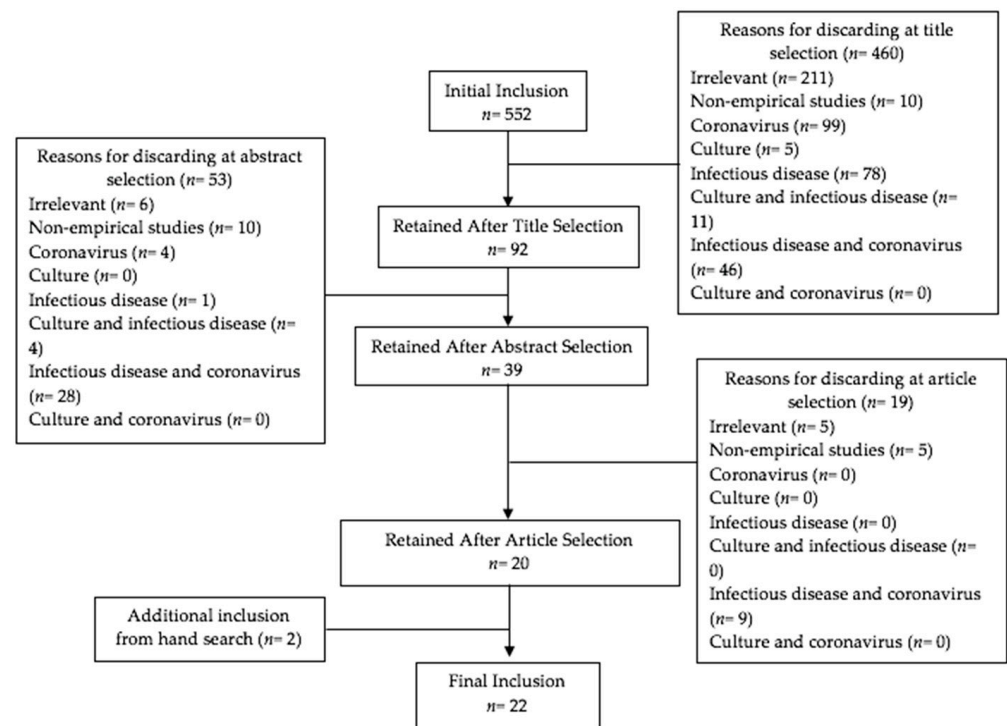 Initial Inclusion
n= 552
Reasons for discarding at title
selection (n= 460)
Irrelevant (n= 211)
Non-empirical studies (n= 10)
Coronavirus (n= 99)
Culture (n= 5)
Infectious disease (n= 78)
Culture and infectious disease (n=
11)
Infectious disease and coronavirus
(n= 46)
Culture and coronavirus (n= 0)
Retained After Title Selection
n= 92
Reasons for discarding at abstract
selection (n= 53)
Irrelevant (n= 6)
Non-empirical studies (n= 10)
Coronavirus (n= 4)
Culture (n= 0)
Infectious disease (n= 1)
Culture and infectious disease (n=
4)
Infectious disease and coronavirus
(n= 28)
Culture and coronavirus (n= 0)
Retained After Abstract Selection
n= 39
Reasons for discarding at article
selection (n= 19)
Irrelevant (n= 5)
Non-empirical studies (n= 5)
Coronavirus (n= 0)
Culture (n= 0)
Infectious disease (n= 0)
Culture and infectious disease (n=
0)
Infectious disease and coronavirus
(n= 9)
Culture and coronavirus (n= 0)
Retained After Article Selection
n= 20
Additional inclusion
from hand search (n= 2)
Final Inclusion
n= 22